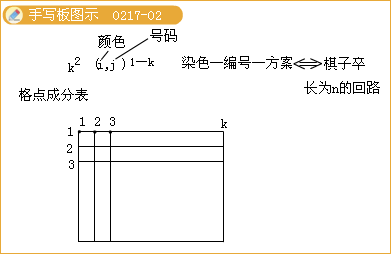 手写板图示 0217-02
颜色 号码
k² (i,j) 1—k 染色—编号—方案⇔棋子卒
长为n的回路
格点成分表
1 2 3 k
1
2
3